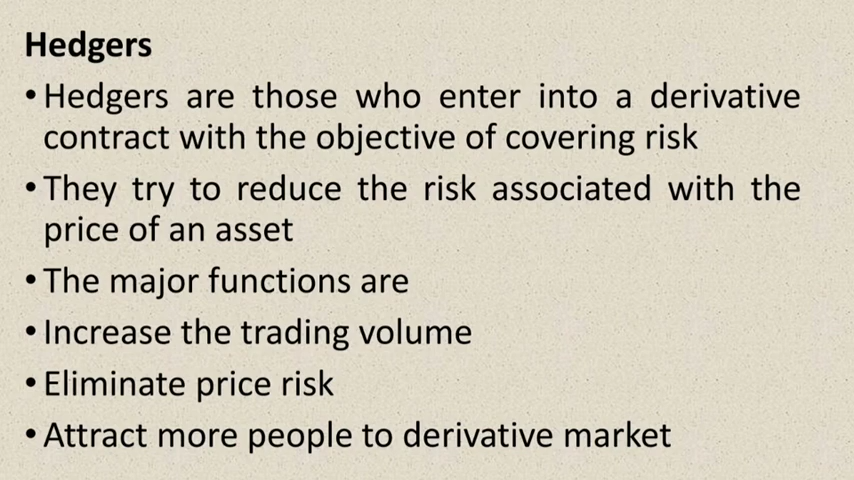 Hedgers
• Hedgers are those who enter into a derivative
contract with the objective of covering risk
• They try to reduce the risk associated with the
price of an asset
• The major functions are
• Increase the trading volume
• Eliminate price risk
• Attract more people to derivative market